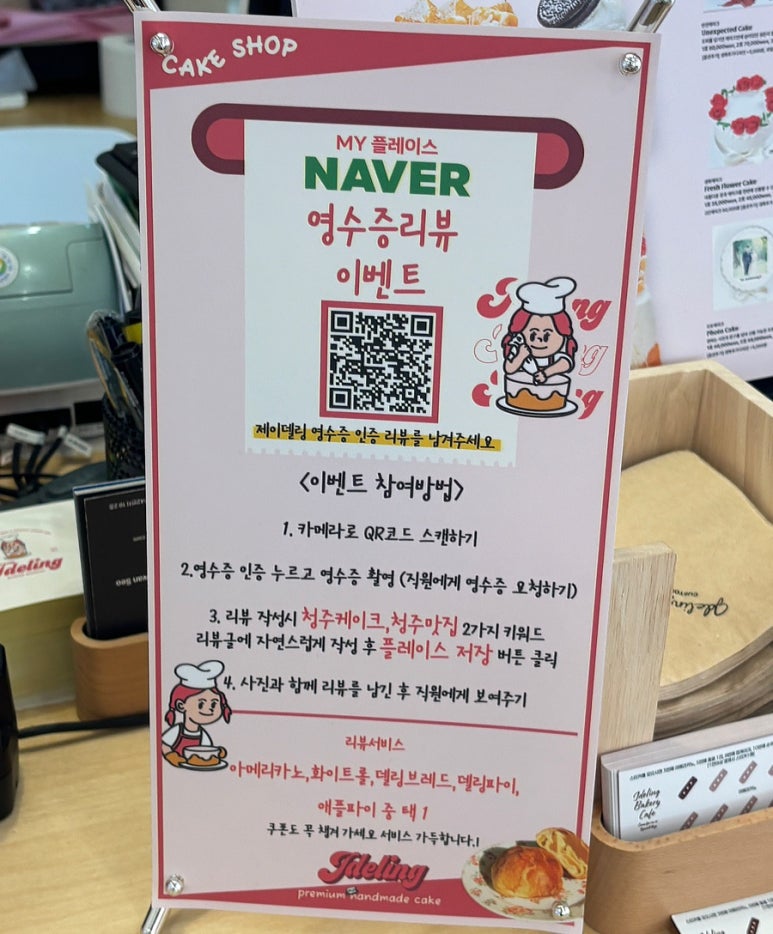 CAKE SHOP
MY 플레이스
NAVER
영수증리뷰
이벤트
제이델링 영수증 인증 리뷰를 남겨주세요
<이벤트 참여방법>
1. 카메라로 QR코드 스캔하기
2.영수증 인증 누르고 영수증 촬영 (직원에게 영수증 요청하기)
3. 리뷰 작성시 청주케이크,청주맛집 2가지 키워드
리뷰글에 자연스럽게 작성 후 플레이스 저장 버튼 클릭
4. 사진과 함께 리뷰를 남긴 후 직원에게 보여주기
리뷰서비스
아메리카노,화이트롤,델링브레드,델링파이,
애플파이 중 택 1
쿠폰도 꼭 챙겨 가세요 서비스 가득합니다.!
Jdeling
premium handmade cake
Unexpected Cake
Fresh Flower Cake
Photo Cake
Jdeling
Bakery
Cafe